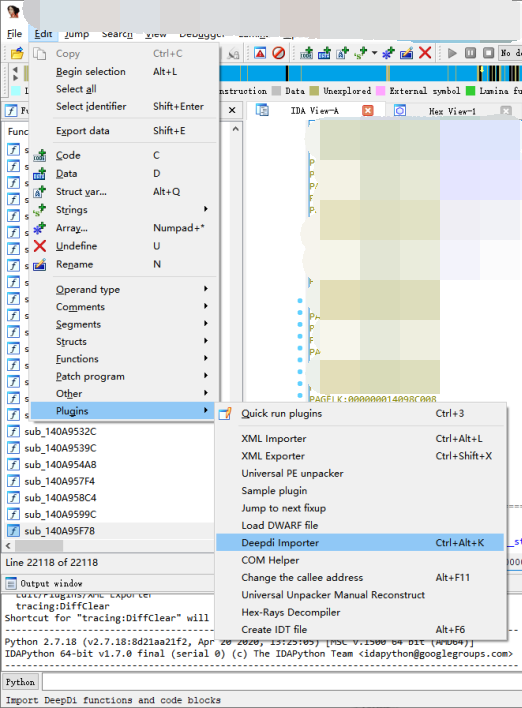 File Edit Jump Search View Debugger
No de
struction Data Unexplored External symbol Lumina fu
IDA View-A Hex View-1
Func
Copy Ctrl+C
Begin selection Alt+L
Select all
Select identifier Shift+Enter
Export data Shift+E
Code C
Data D
Struct var... Alt+Q
Strings
Array... Numpad+*
Undefine U
Rename N
Operand type
Comments
Segments
Structs
Functions
Patch program
Other
Plugins
PAGELK:000000014098C008
Quick run plugins Ctrl+3
XML Importer Ctrl+Alt+L
XML Exporter Ctrl+Shift+X
Universal PE unpacker
Sample plugin
Jump to next fixup
Load DWARF file
Deepdi Importer Ctrl+Alt+K
COM Helper
Change the callee address Alt+F11
Universal Unpacker Manual Reconstruct
Hex-Rays Decompiler
Create IDT file Alt+F6
sub_140A9532C
sub_140A9539C
sub_140A954A8
sub_140A957F4
sub_140A958C4
sub_140A9599C
sub_140A95F78
Line 22118 of 22118
Output window
Edit/Plugins/XML Exporter
tracing:DiffClear
Shortcut for "tracing:DiffClear" will
Python 2.7.18 (v2.7.18:8d21aa21f2, Apr 20 2020, 13:25:05) [MSC v.1500 64 bit (AMD64)]
IDAPython 64-bit v1.7.0 final (serial 0) (c) The IDAPython Team <idapython@googlegroups.com>
Python
Import DeepDi functions and code blocks